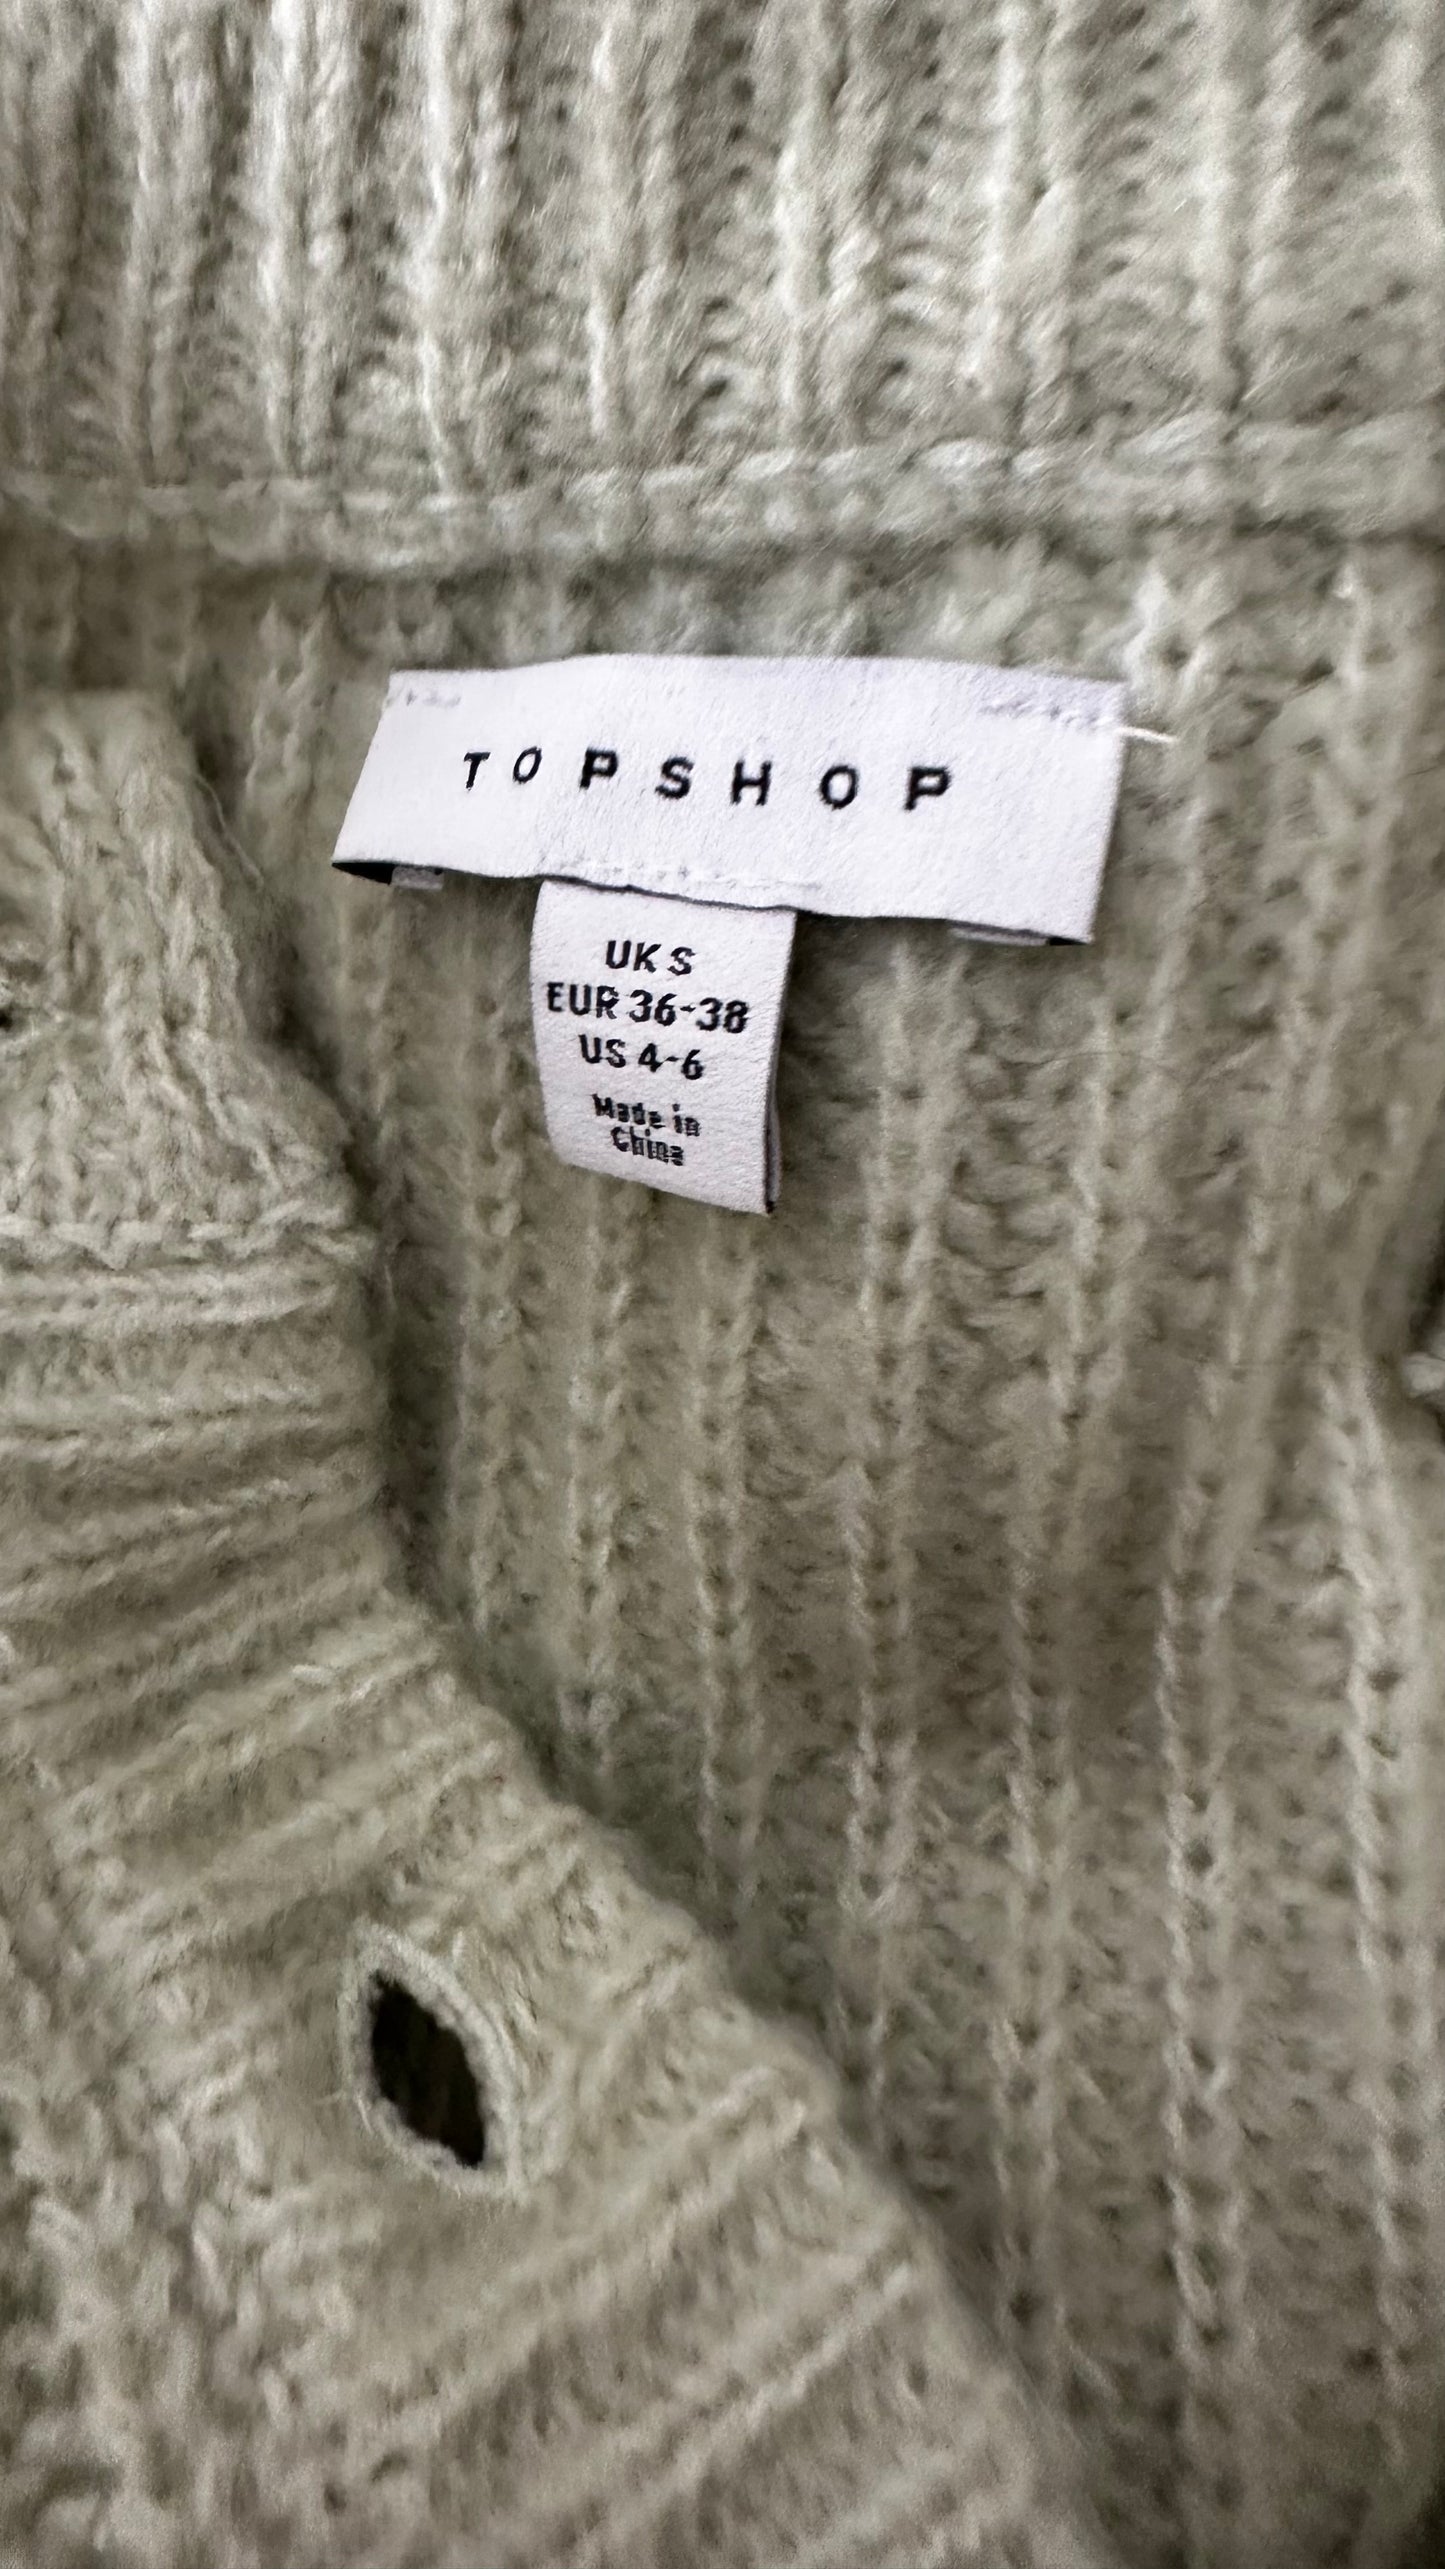 TOPSHOP
UK S
EUR 36-38
US 4-6
Made in
China